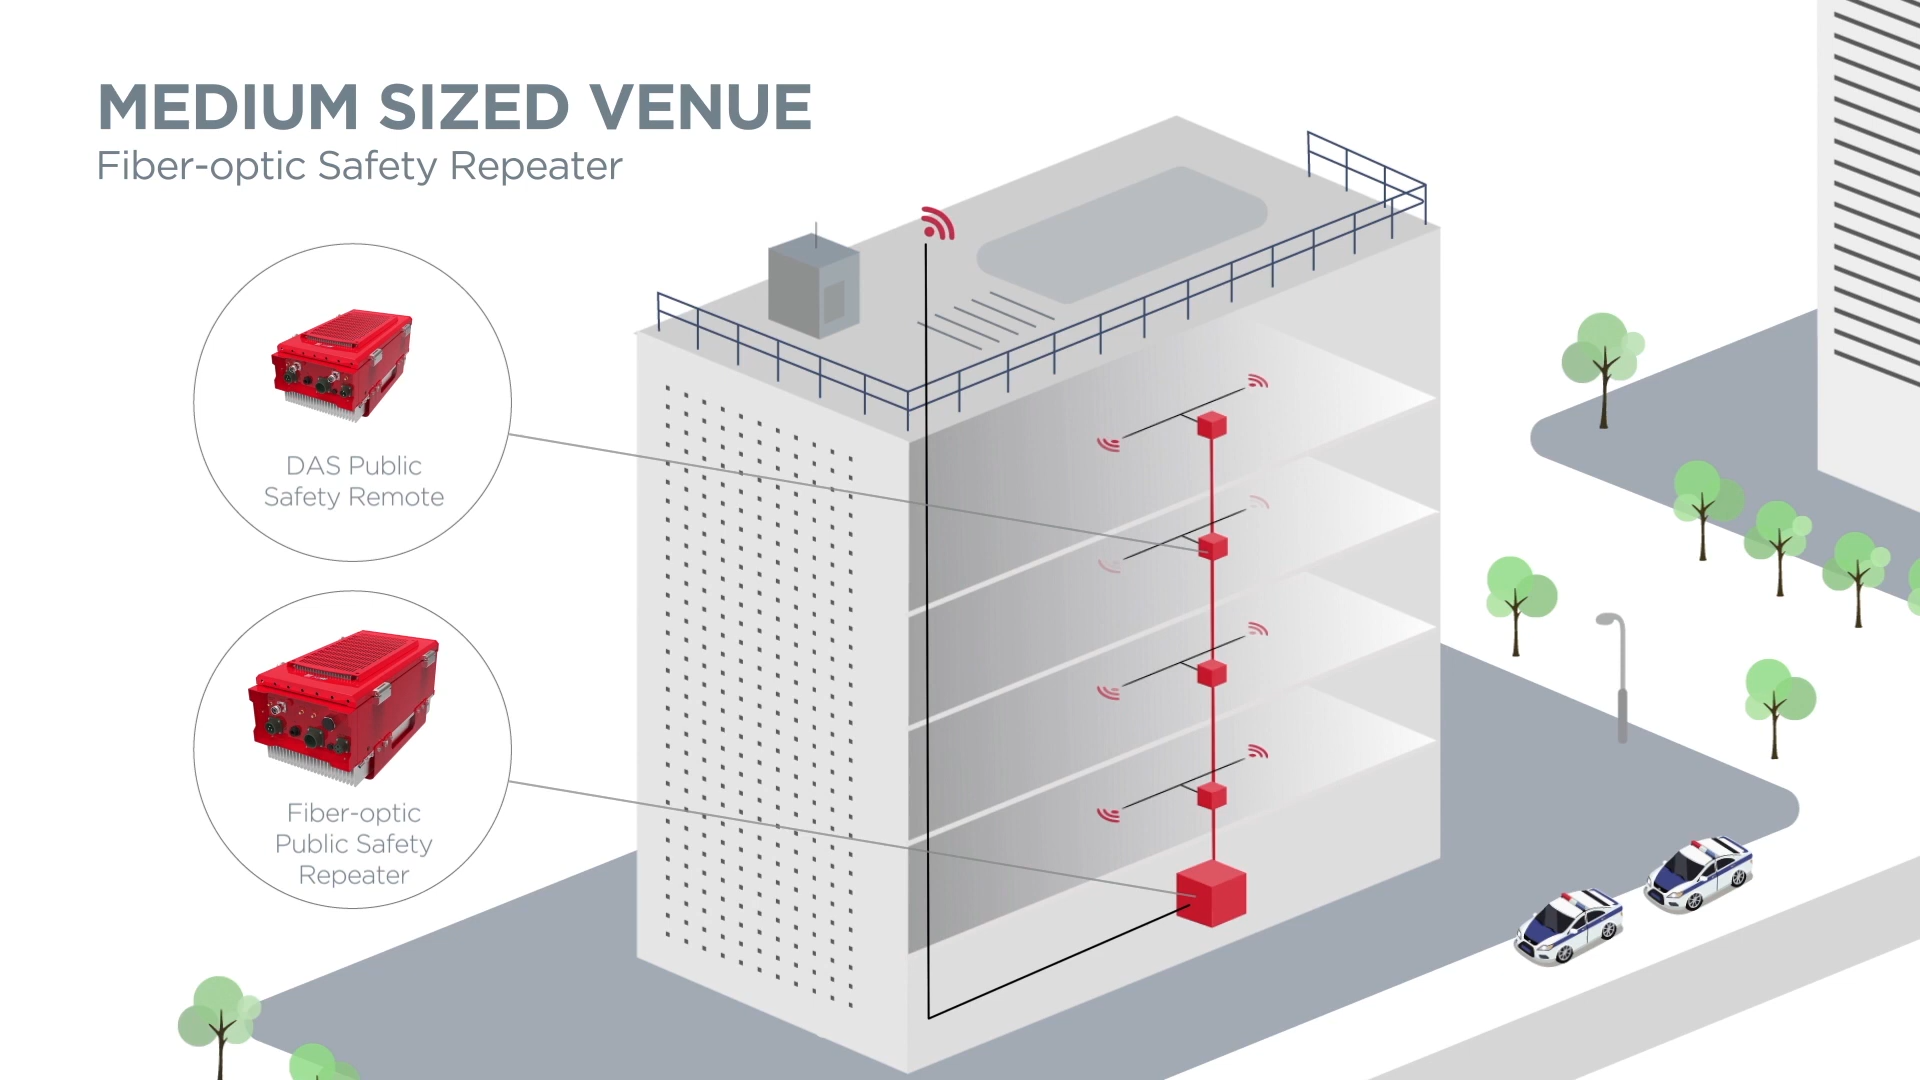 MEDIUM SIZED VENUE
Fiber-optic Safety Repeater
DAS Public
Safety Remote
Fiber-optic
Public Safety
Repeater